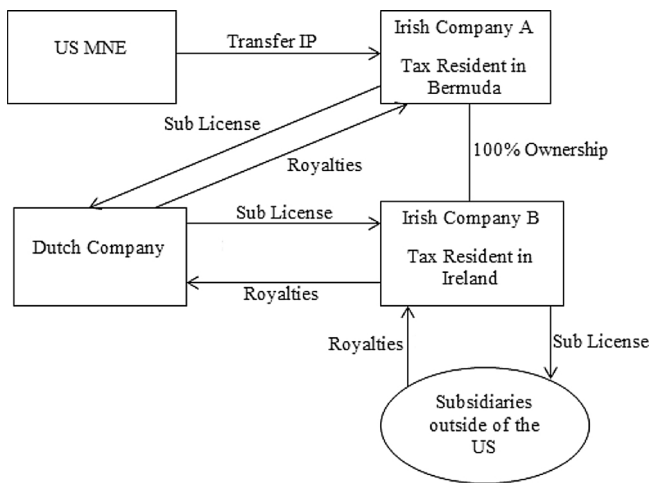 US MNE
Transfer IP
Irish Company A
Tax Resident in
Bermuda
Sub License
Royalties
100% Ownership
Dutch Company
Sub License
Irish Company B
Tax Resident in
Ireland
Royalties
Royalties
Sub License
Subsidiaries
outside of the
US